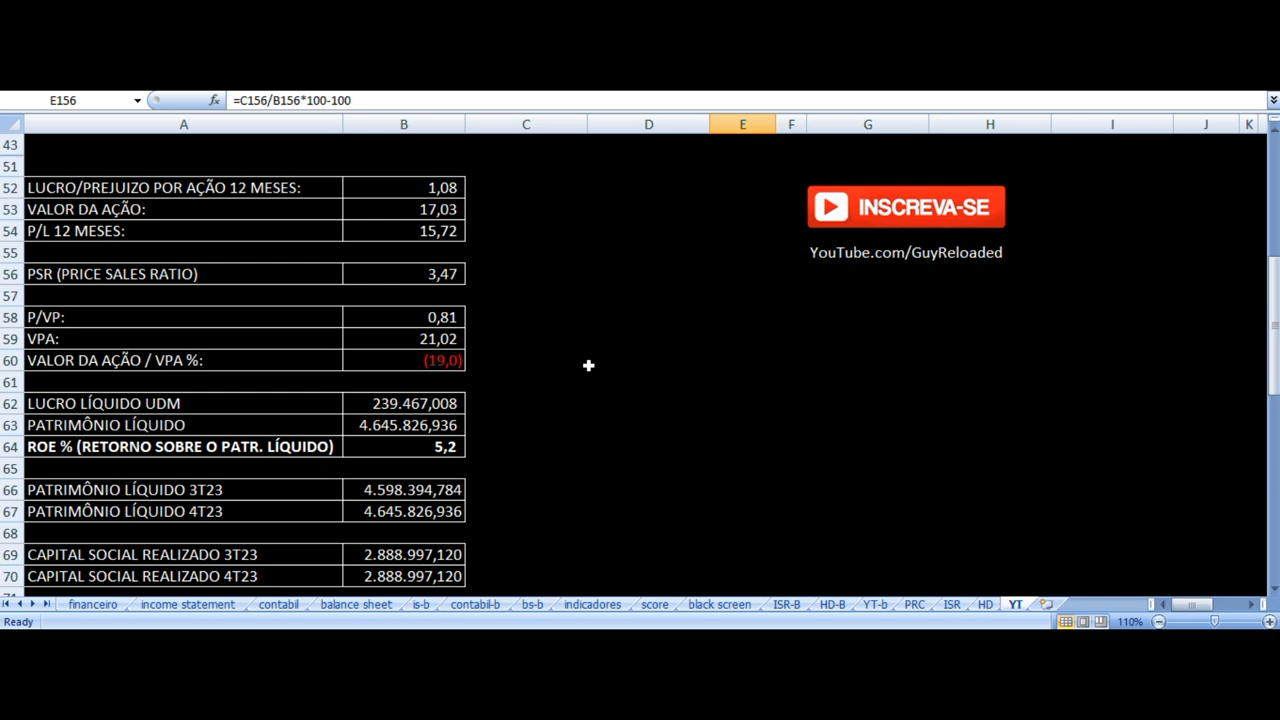 E156 fx =C156/B156*100-100
A B C D E F G H I J K
43
51
52 LUCRO/PREJUIZO POR AÇÃO 12 MESES: 1,08
53 VALOR DA AÇÃO: 17,03
INSCREVA-SE
54 P/L 12 MESES: 15,72
55
YouTube.com/GuyReloaded
56 PSR (PRICE SALES RATIO) 3,47
57
58 P/VP: 0,81
59 VPA: 21,02
60 VALOR DA AÇÃO / VPA %: (19,0)
61
62 LUCRO LÍQUIDO UDM 239.467,008
63 PATRIMÔNIO LÍQUIDO 4.645.826,936
64 ROE % (RETORNO SOBRE O PATR. LÍQUIDO) 5,2
65
66 PATRIMÔNIO LÍQUIDO 3T23 4.598.394,784
67 PATRIMÔNIO LÍQUIDO 4T23 4.645.826,936
68
69 CAPITAL SOCIAL REALIZADO 3T23 2.888.997,120
70 CAPITAL SOCIAL REALIZADO 4T23 2.888.997,120
financeiro income statement contabil balance sheet is-b contabil-b bs-b indicadores score black screen ISR-B HD-B YT-b PRC ISR HD YT
Ready 110%